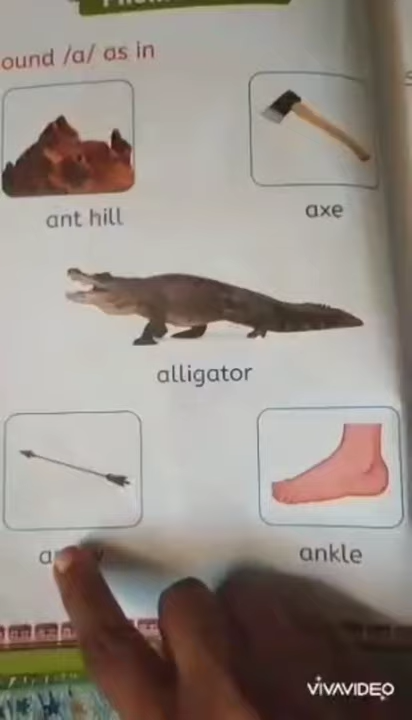 ound /a/ as in
ant hill
axe
alligator
ankle
VIVAVIDEO